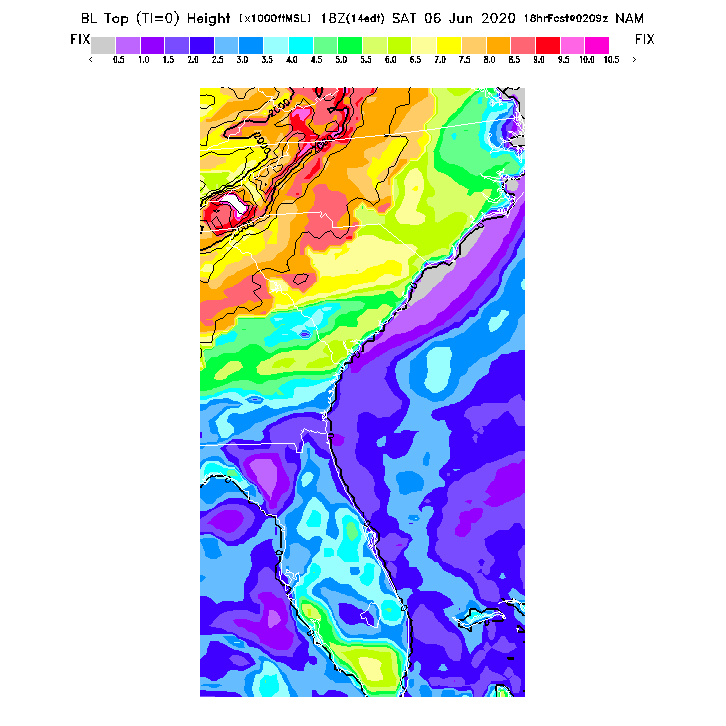 BL Top (TI=0) Height [x1000ftMSL] 18Z(14edt) SAT 06 Jun 2020 18hrFcst@0209z NAM
FIX FIX
< 0.5 1.0 1.5 2.0 2.5 3.0 3.5 4.0 4.5 5.0 5.5 6.0 6.5 7.0 7.5 8.0 8.5 9.0 9.5 10.0 10.5 >
2000
2000